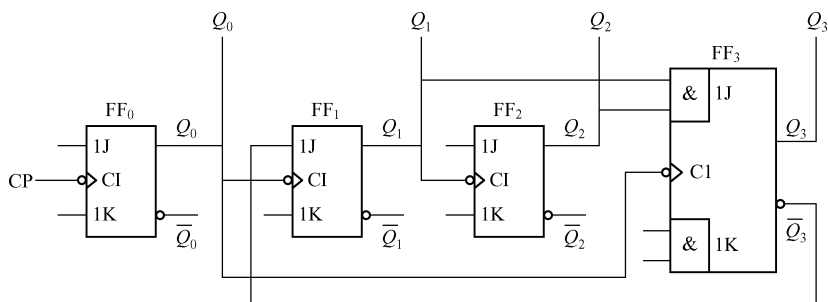 Q₀ Q₁ Q₂ Q₃
FF₃
& 1J
FF₀ FF₁ FF₂
1J Q₀ 1J Q₁ 1J Q₂ Q₃
CP CI CI CI C1
1K 1K 1K
Q̅₀ Q̅₁ Q̅₂ Q̅₃
& 1K